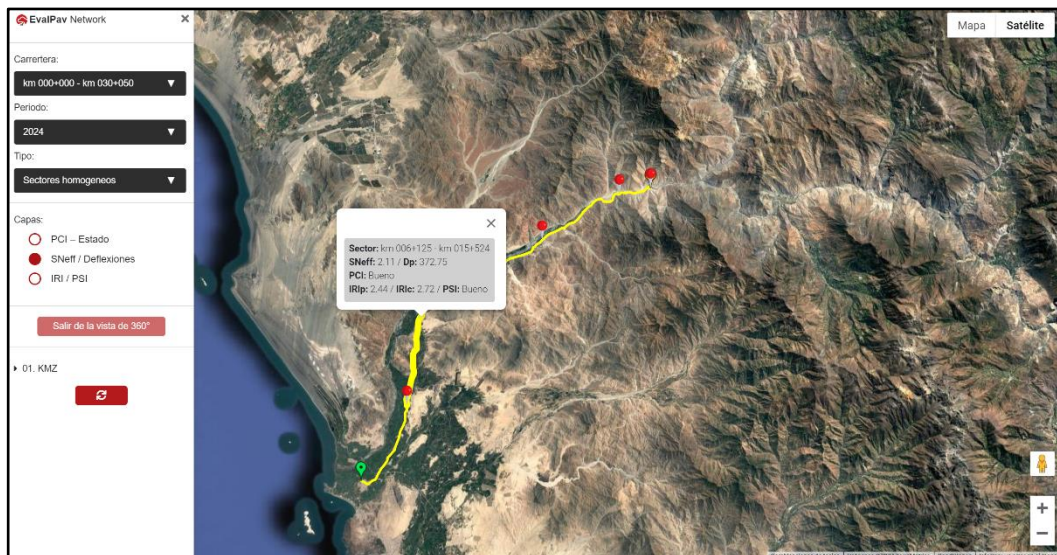 EvalPav Network ×
Carrertera:
km 000+000 - km 030+050
Periodo:
2024
Tipo:
Sectores homogeneos
Capas:
PCI – Estado
SNeff / Deflexiones
IRI / PSI
Salir de la vista de 360°
01. KMZ
Mapa Satélite
×
Sector: km 006+125 - km 015+524
SNeff: 2.11 / Dp: 372.75
PCI: Bueno
IRIp: 2.44 / IRIc: 2.72 / PSI: Bueno
+
−